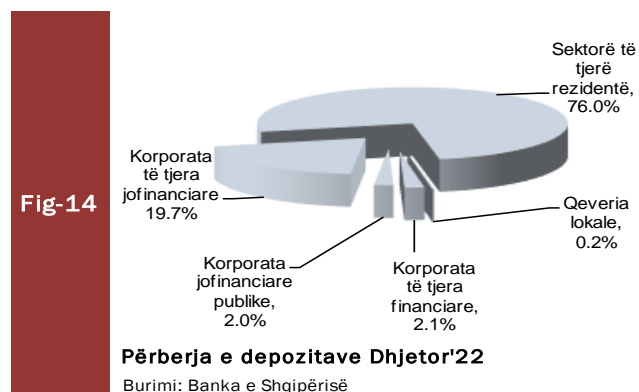 Sektorë të
tjerë
rezidentë,
76.0%
Korporata
të tjera
jofinanciare
19.7%
Fig-14
Qeveria
lokale,
0.2%
Korporata
jofinanciare
publike,
2.0%
Korporata
të tjera
financiare,
2.1%
Përberja e depozitave Dhjetor'22
Burimi: Banka e Shqipërisë